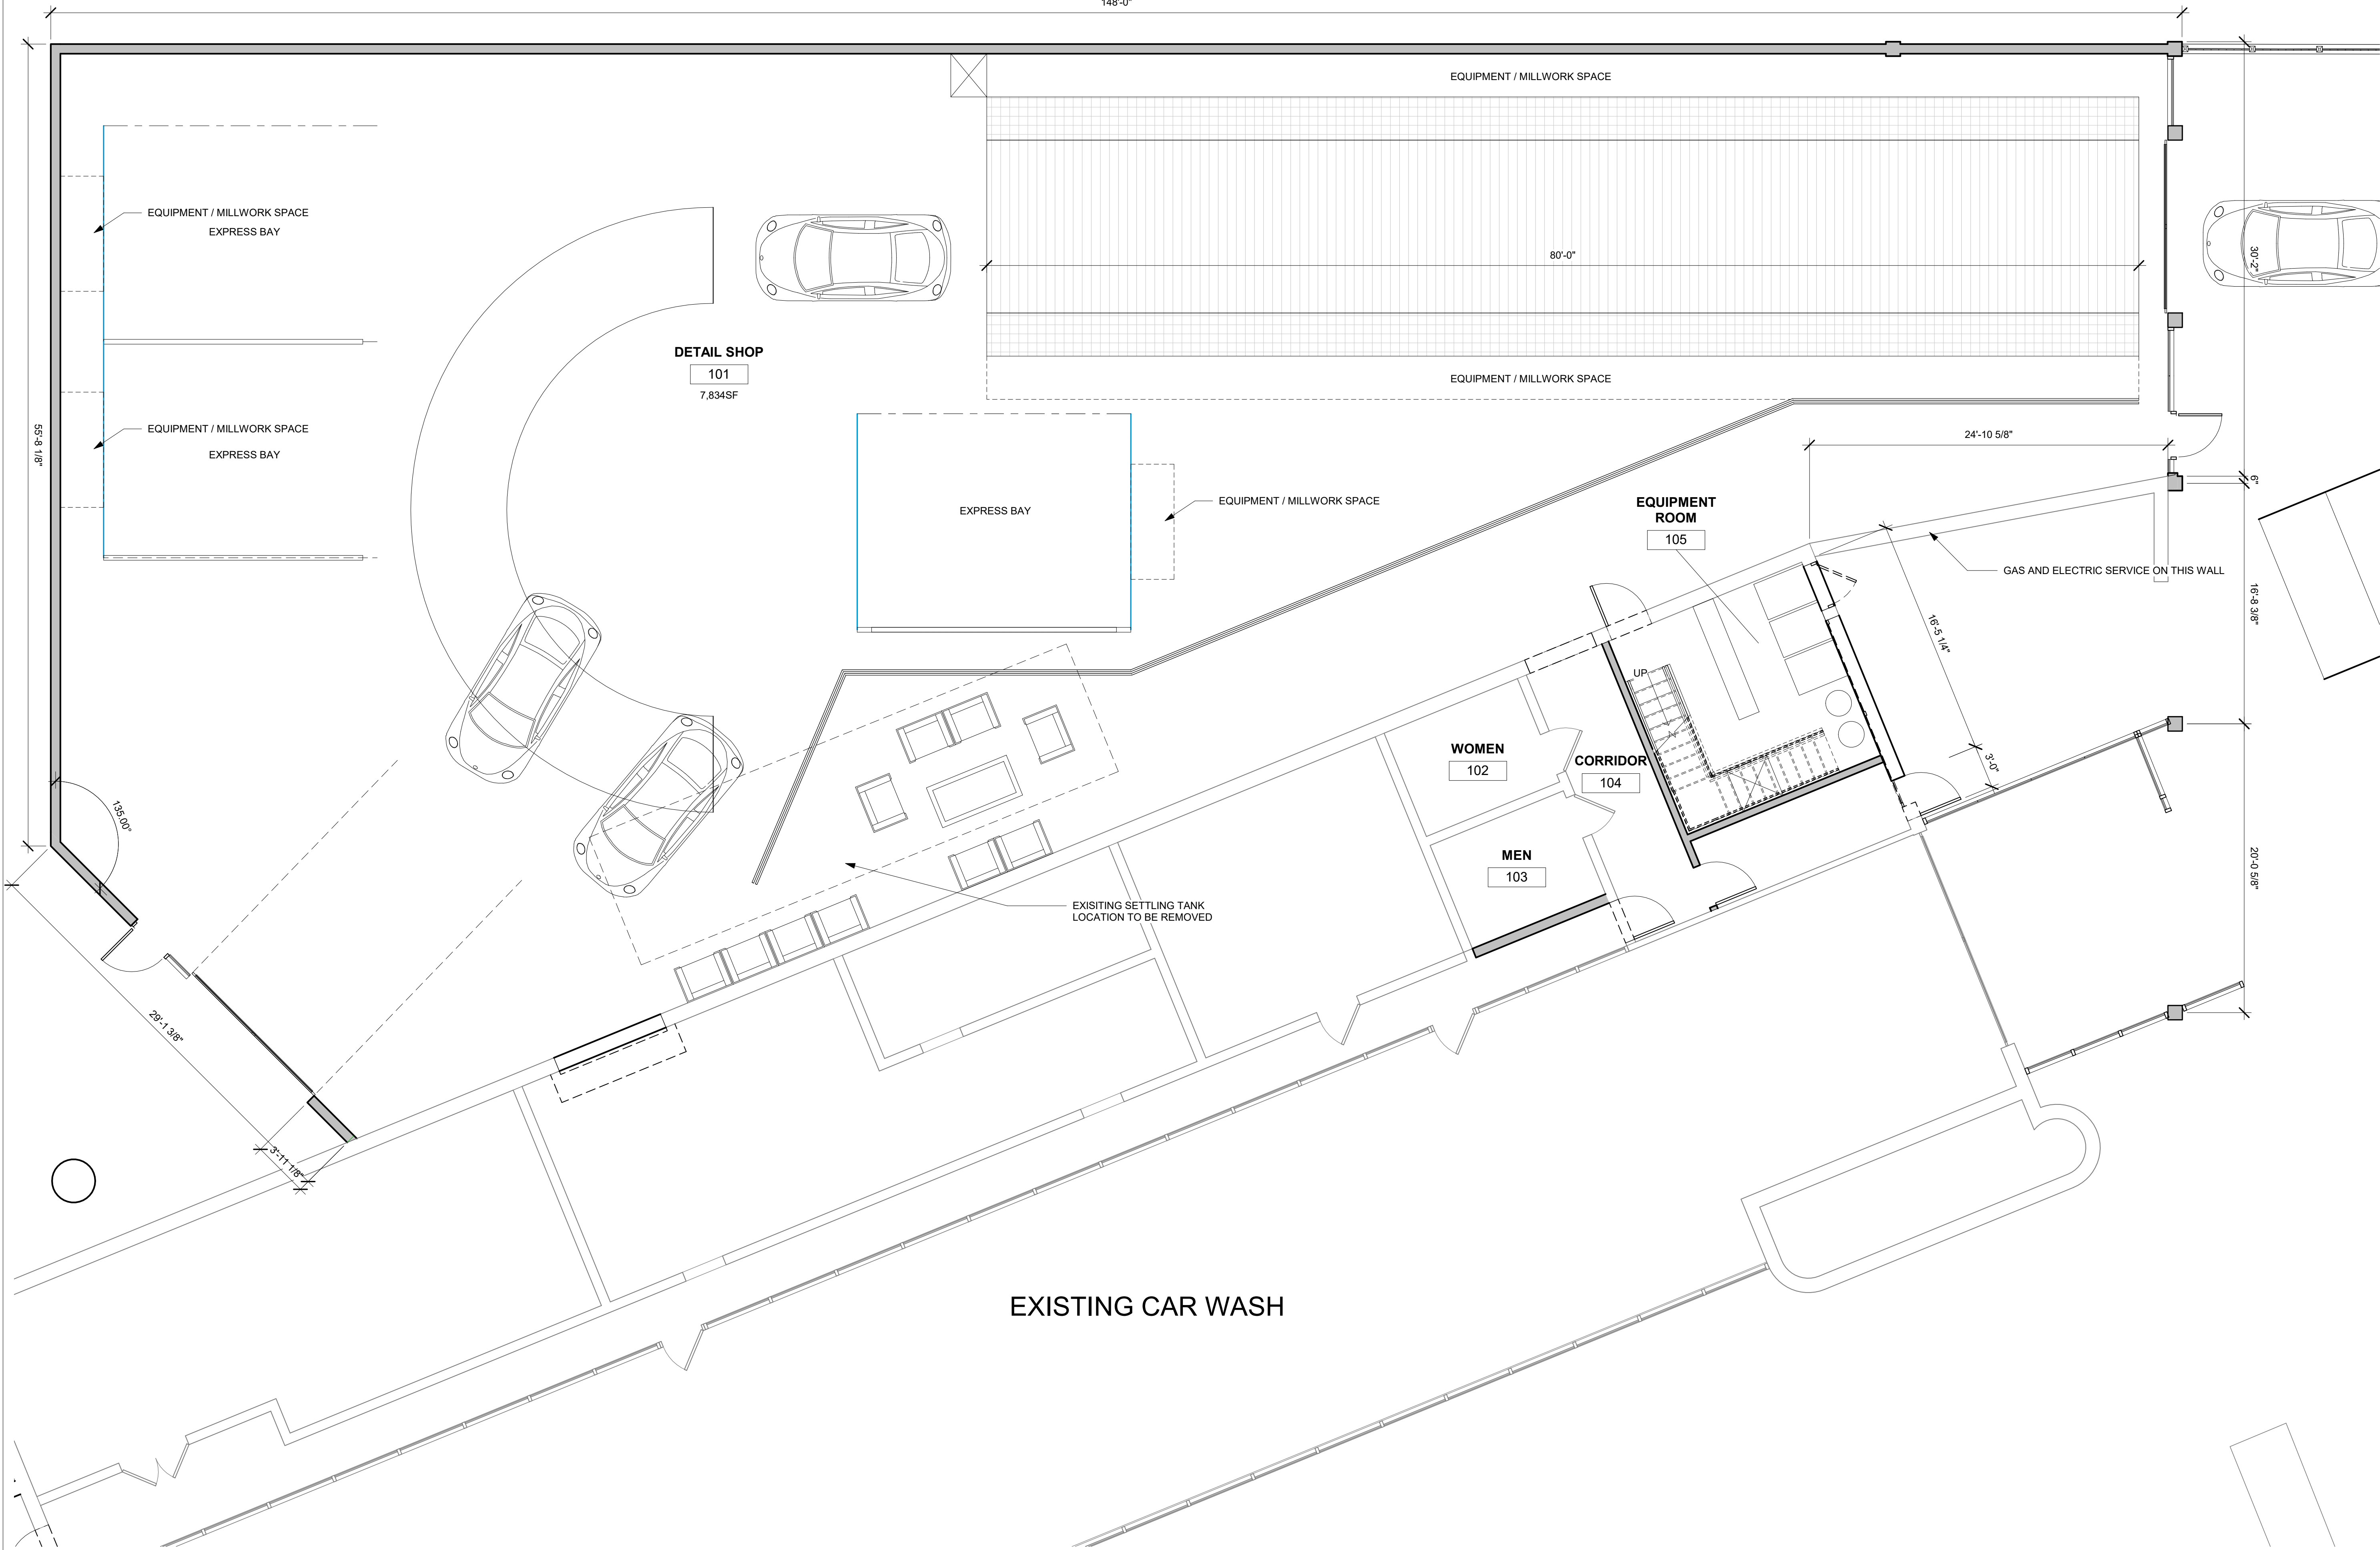 148'-0"
EQUIPMENT / MILLWORK SPACE
EQUIPMENT / MILLWORK SPACE
EXPRESS BAY
30'-2"
80'-0"
DETAIL SHOP
101
7,834SF
EQUIPMENT / MILLWORK SPACE
EQUIPMENT / MILLWORK SPACE
EXPRESS BAY
55'-8 1/8"
24'-10 5/8"
6"
EXPRESS BAY
EQUIPMENT / MILLWORK SPACE
EQUIPMENT
ROOM
105
GAS AND ELECTRIC SERVICE ON THIS WALL
16'-8 3/8"
16'-5 1/4"
UP
WOMEN
102
CORRIDOR
104
3'-0"
135.00°
MEN
103
20'-0 5/8"
EXISITING SETTLING TANK
LOCATION TO BE REMOVED
29'-1 3/8"
3'-11 1/8"
EXISTING CAR WASH